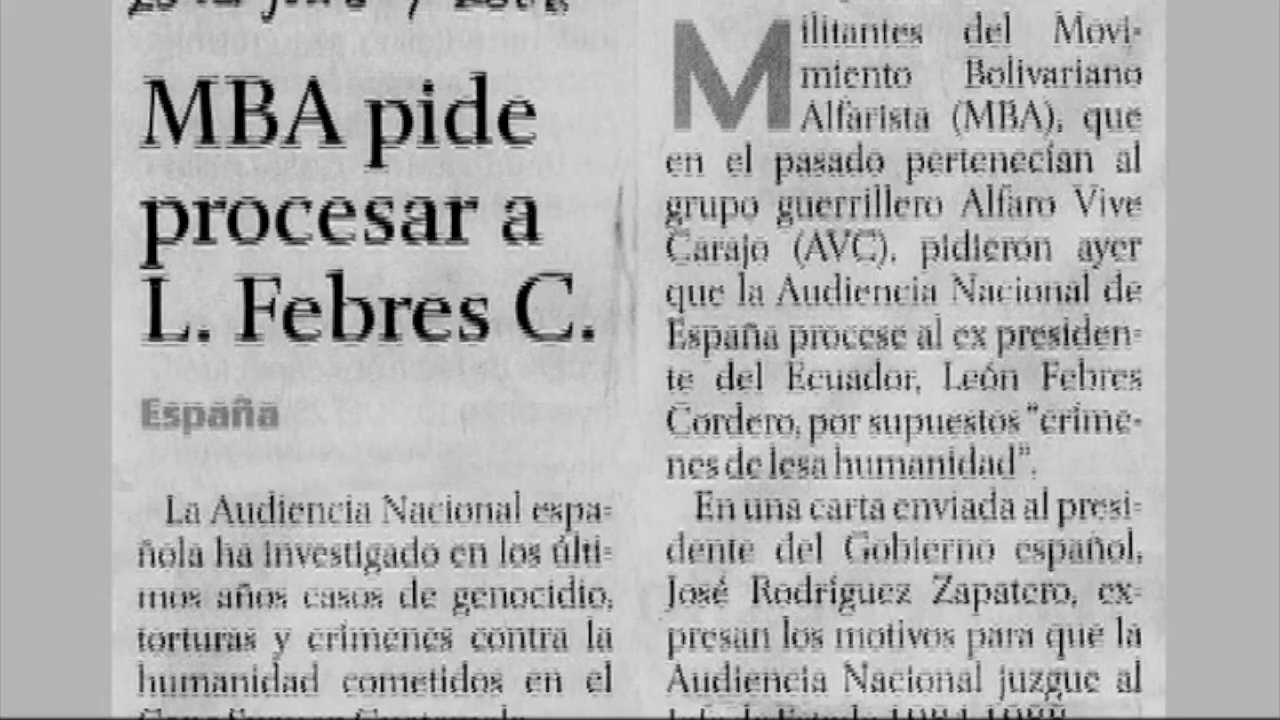 MBA pide
procesar a
L. Febres C.
España
La Audiencia Nacional espa-
ñola ha investigado en los últi-
mos años casos de genocidio,
torturas y crímenes contra la
humanidad cometidos en el
Militantes del Movi-
miento Bolivariano
Alfarista (MBA), que
en el pasado pertenecían al
grupo guerrillero Alfaro Vive
Carajo (AVC), pidieron ayer
que la Audiencia Nacional de
España procese al ex presiden-
te del Ecuador, León Febres
Cordero, por supuestos "críme-
nes de lesa humanidad".
En una carta enviada al presi-
dente del Gobierno español,
José Rodríguez Zapatero, ex-
presan los motivos para que la
Audiencia Nacional juzgue al